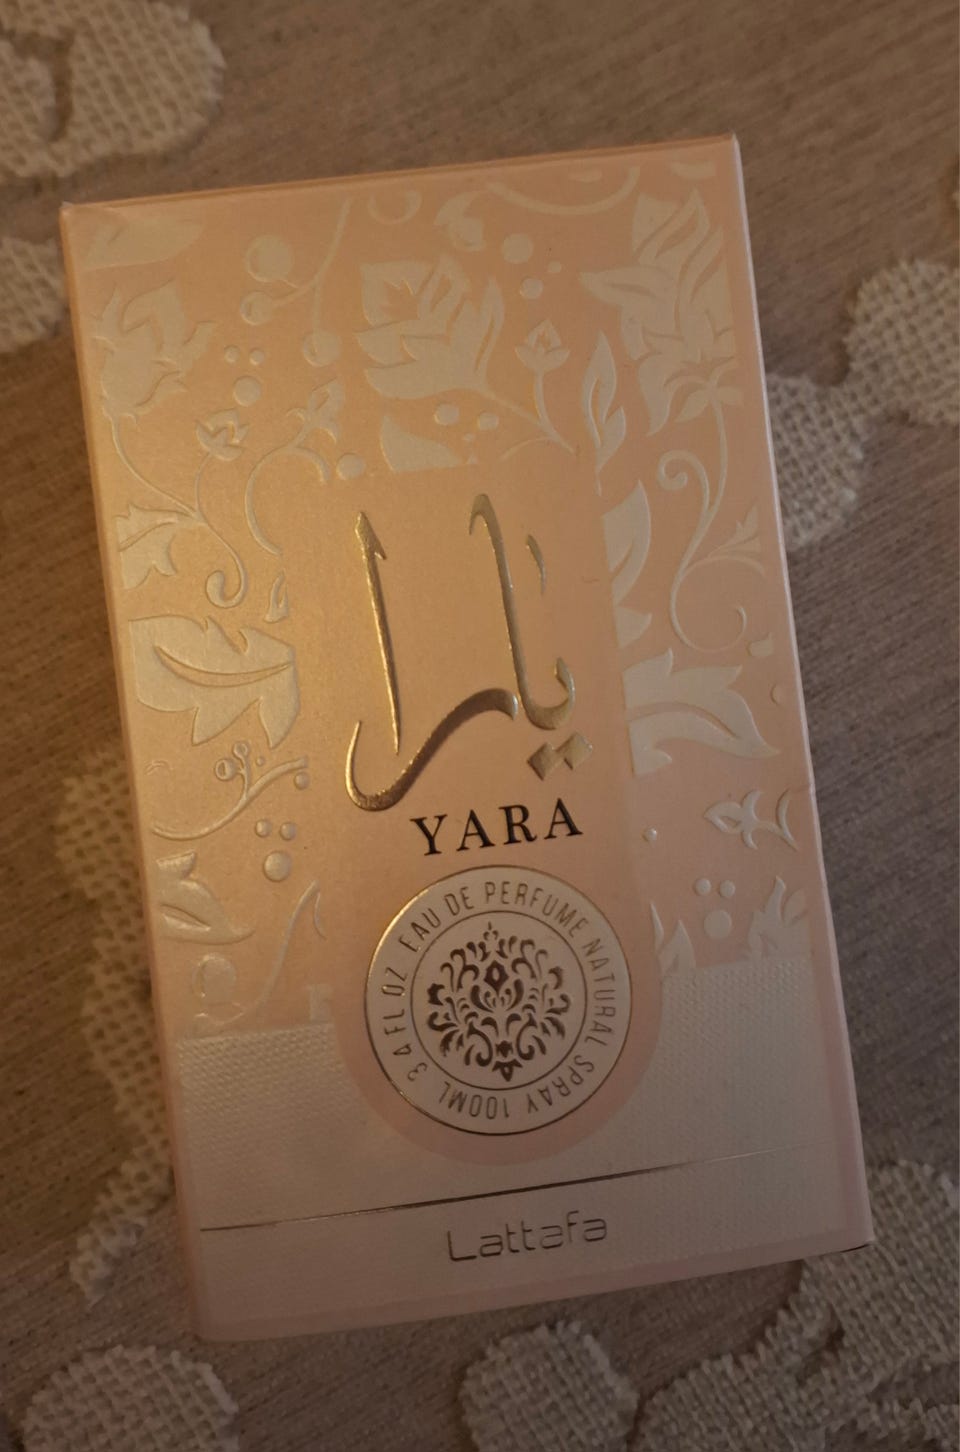 يارا
YARA
EAU DE PERFUME NATURAL SPRAY 100ML 3 4 FL OZ
Lattafa